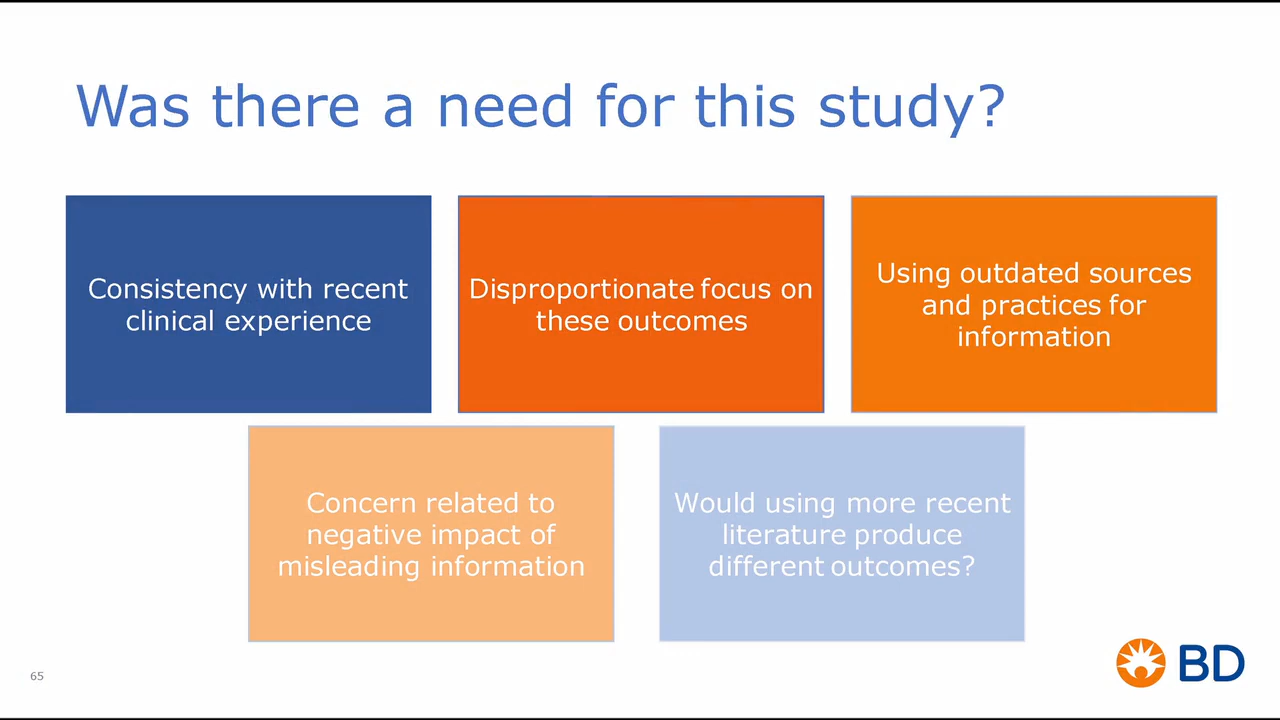 Was there a need for this study?
Consistency with recent
clinical experience
Disproportionate focus on
these outcomes
Using outdated sources
and practices for
information
Concern related to
negative impact of
misleading information
Would using more recent
literature produce
different outcomes?
65
BD